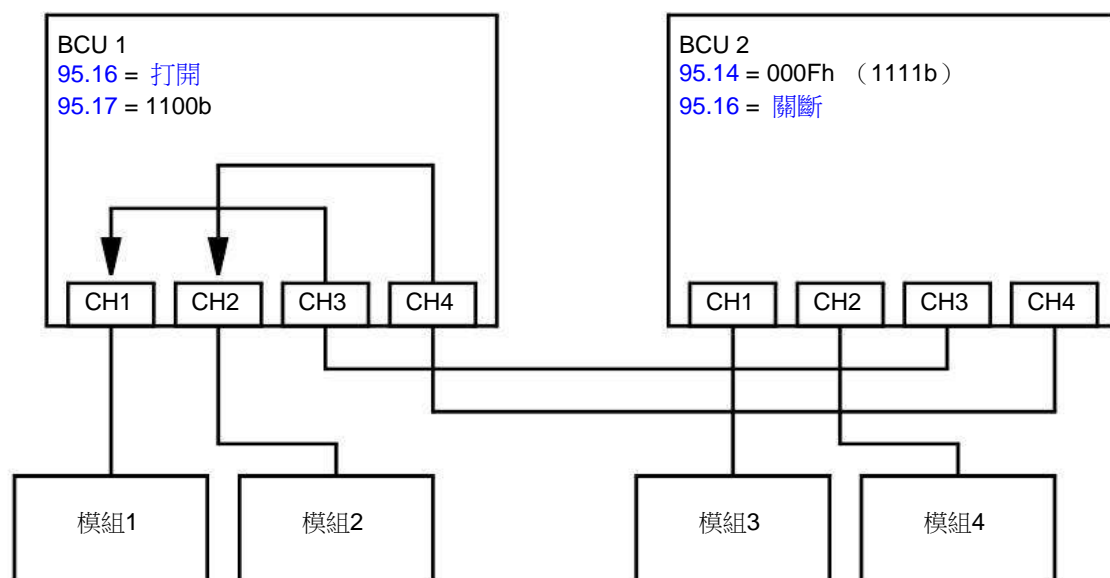 BCU 1
95.16 = 打開
95.17 = 1100b
CH1 CH2 CH3 CH4
BCU 2
95.14 = 000Fh （1111b）
95.16 = 關斷
CH1 CH2 CH3 CH4
模組1
模組2
模組3
模組4